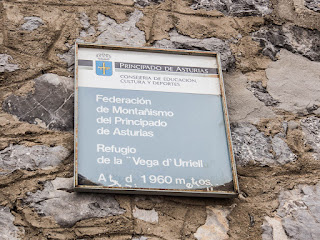 PRINCIPADO DE ASTURIAS
CONSEJERIA DE EDUCACION,
CULTURA Y DEPORTES
Federación
de Montañismo
del Principado
de Asturias
Refugio
de la "Vega d'Urriell
A 1960 m